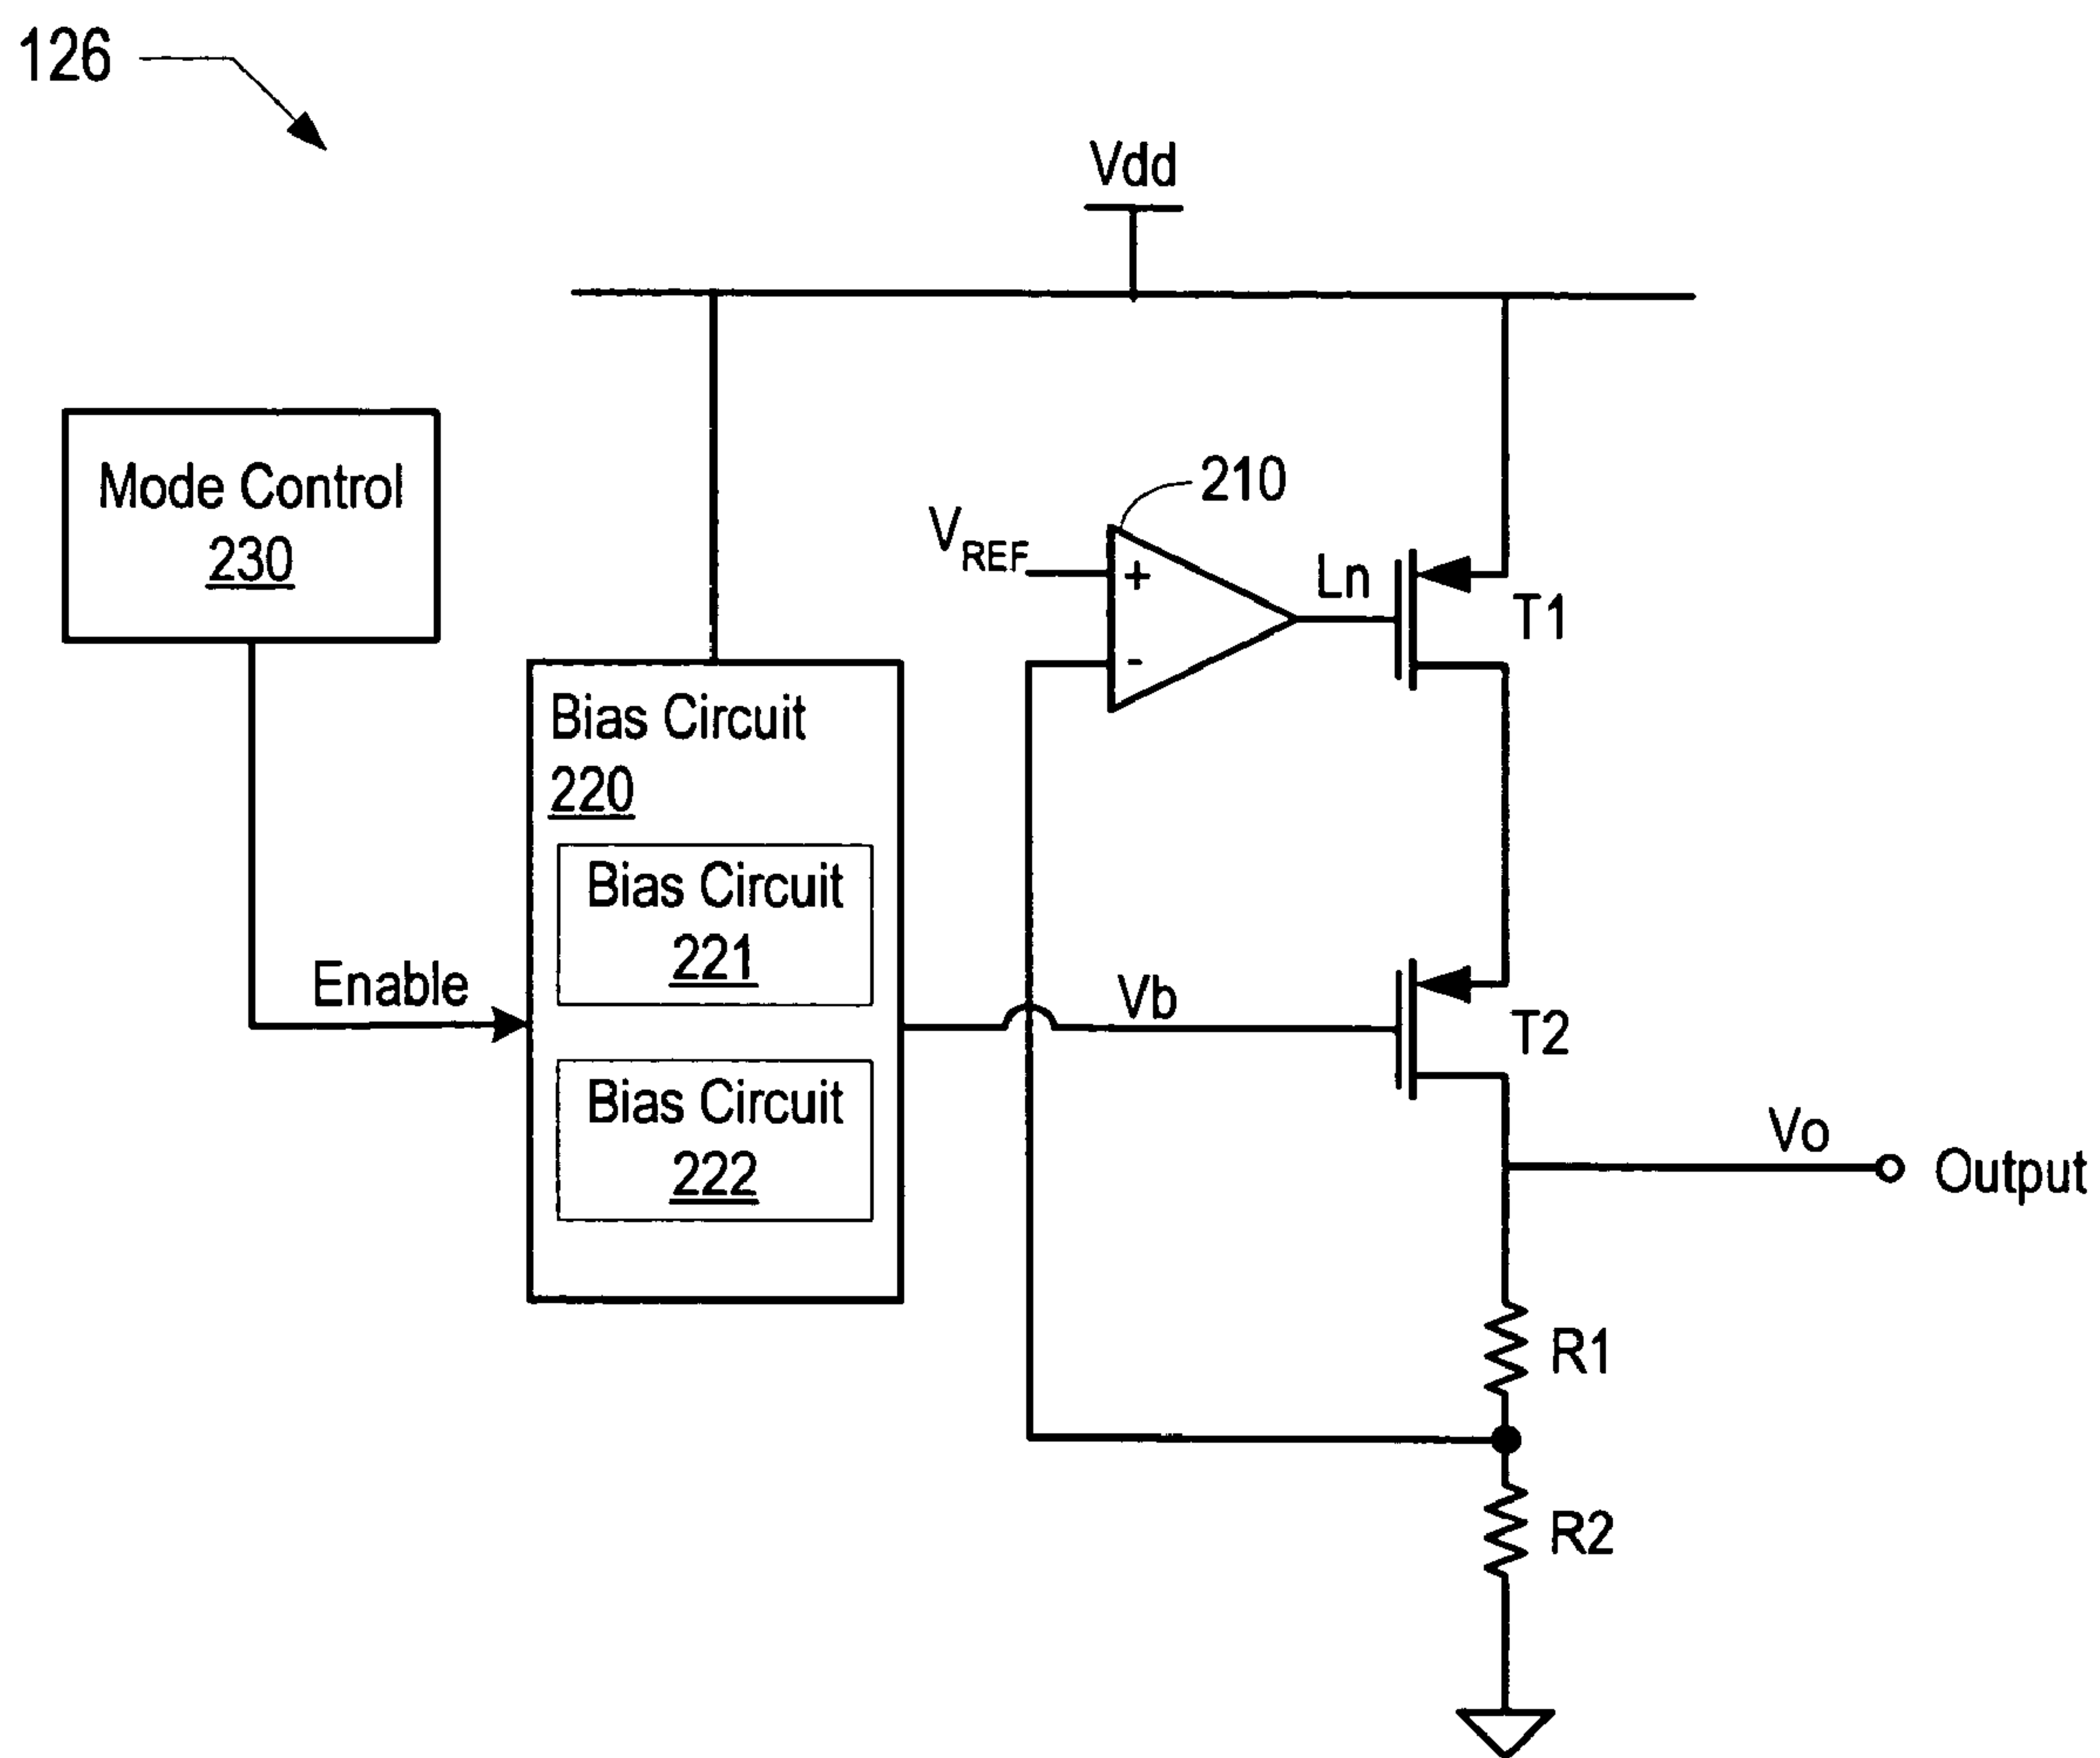 126
Vdd
Mode Control
230
210
VREF
+
-
Ln
T1
Bias Circuit
220
Bias Circuit
221
Enable
Vb
T2
Bias Circuit
222
Vo
Output
R1
R2